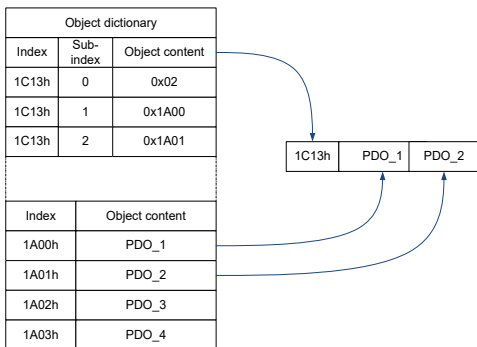 Object dictionary
Index Sub-index Object content
1C13h 0 0x02
1C13h 1 0x1A00
1C13h 2 0x1A01
1C13h PDO_1 PDO_2
Index Object content
1A00h PDO_1
1A01h PDO_2
1A02h PDO_3
1A03h PDO_4